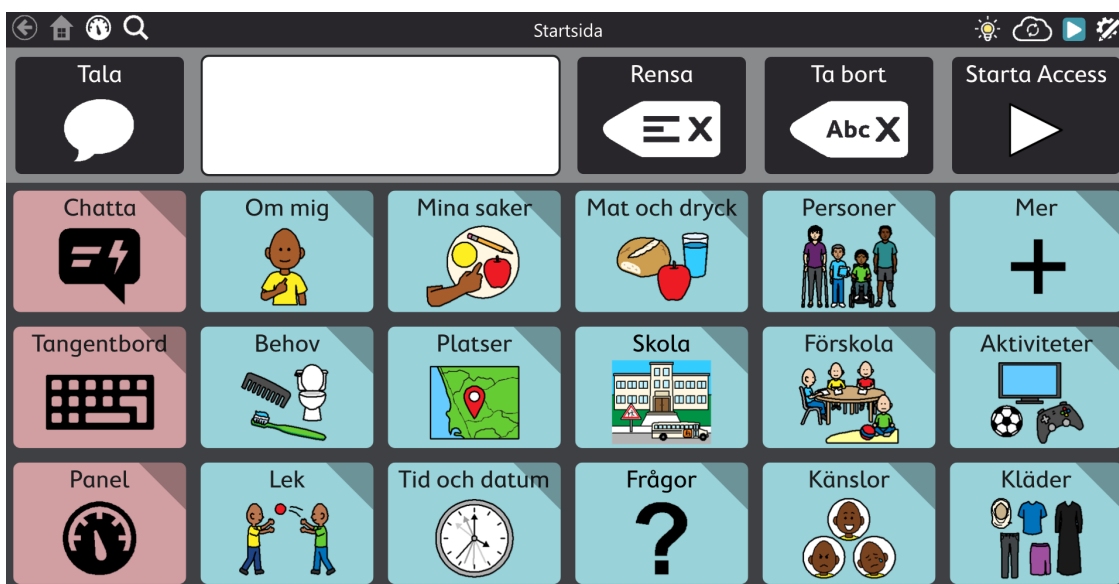 Startsida
Tala
Rensa
Ta bort
Abc X
Starta Access
Chatta
Om mig
Mina saker
Mat och dryck
Personer
Mer
Tangentbord
Behov
Platser
Skola
Förskola
Aktiviteter
Panel
Lek
Tid och datum
Frågor
?
Känslor
Kläder